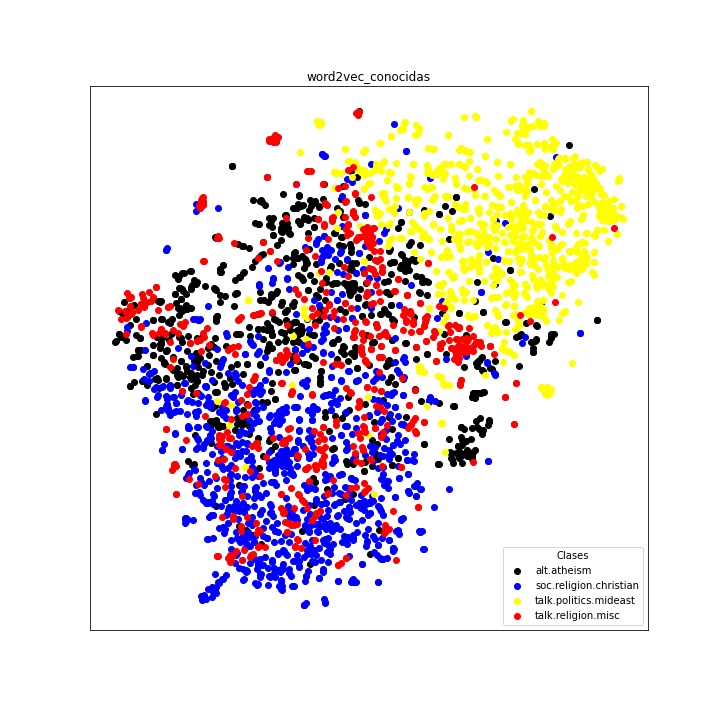 word2vec_conocidas
Clases
alt.atheism
soc.religion.christian
talk.politics.mideast
talk.religion.misc